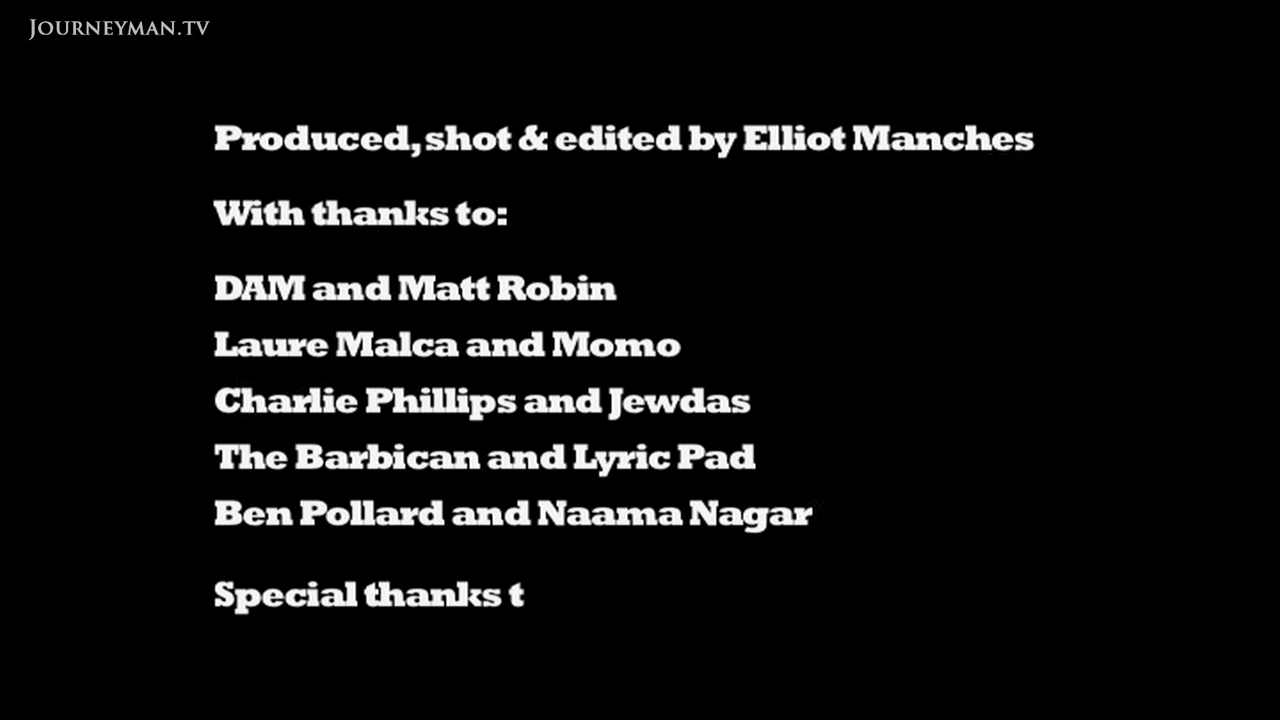 JOURNEYMAN.TV
Produced, shot & edited by Elliot Manches
With thanks to:
DAM and Matt Robin
Laure Malca and Momo
Charlie Phillips and Jewdas
The Barbican and Lyric Pad
Ben Pollard and Naama Nagar
Special thanks t